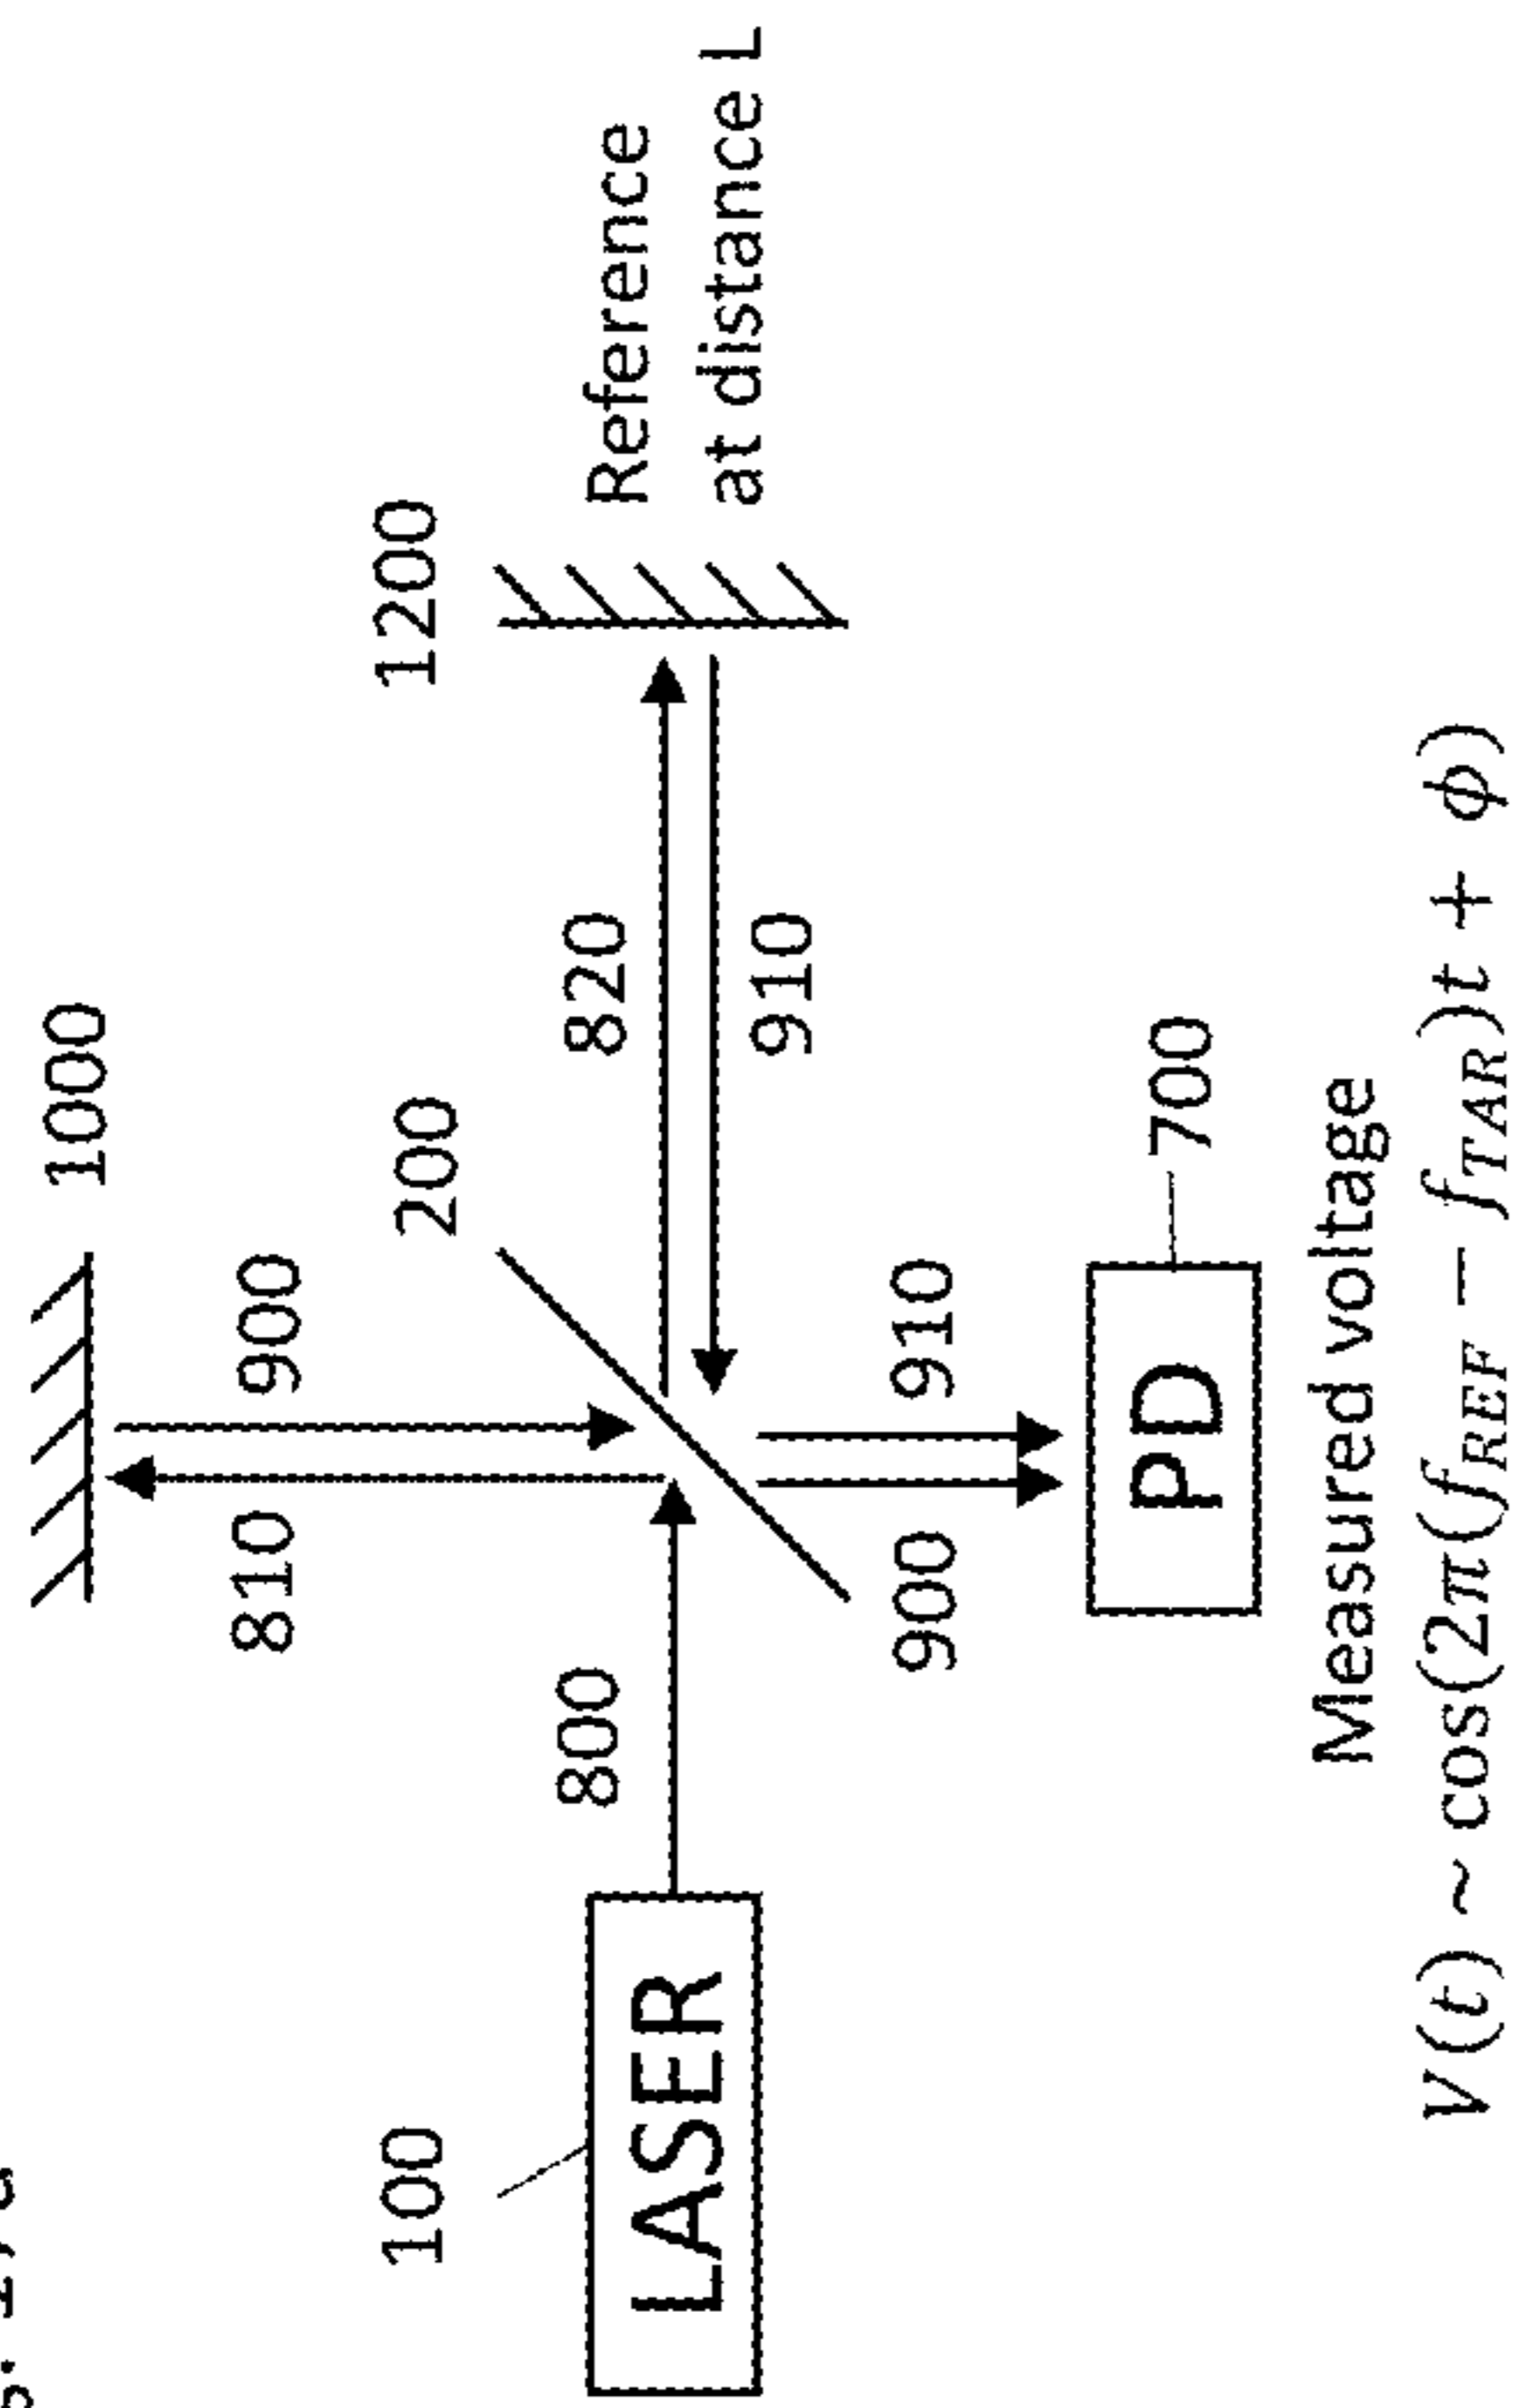 1000
810
900
100
200
1200
800
820
Reference
at distance L
LASER
910
900
910
PD
700
Measured voltage
V(t) ~ cos(2π(f_REF − f_TAR)t + ϕ)